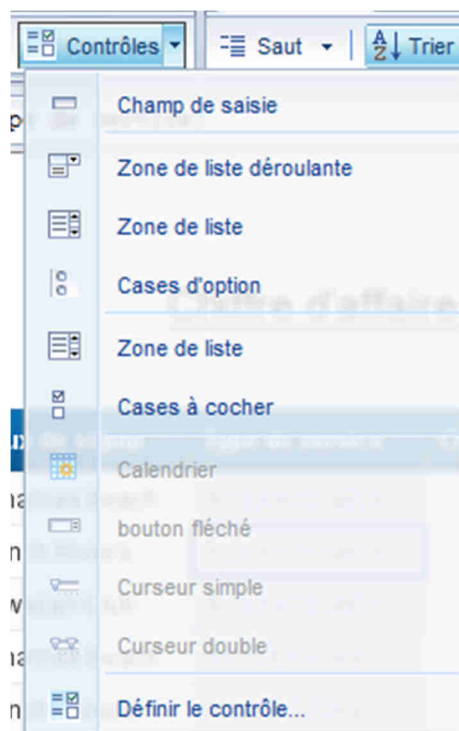 Contrôles Saut Trier
Champ de saisie
Zone de liste déroulante
Zone de liste
Cases d'option
Zone de liste
Cases à cocher
Calendrier
bouton fléché
Curseur simple
Curseur double
Définir le contrôle...